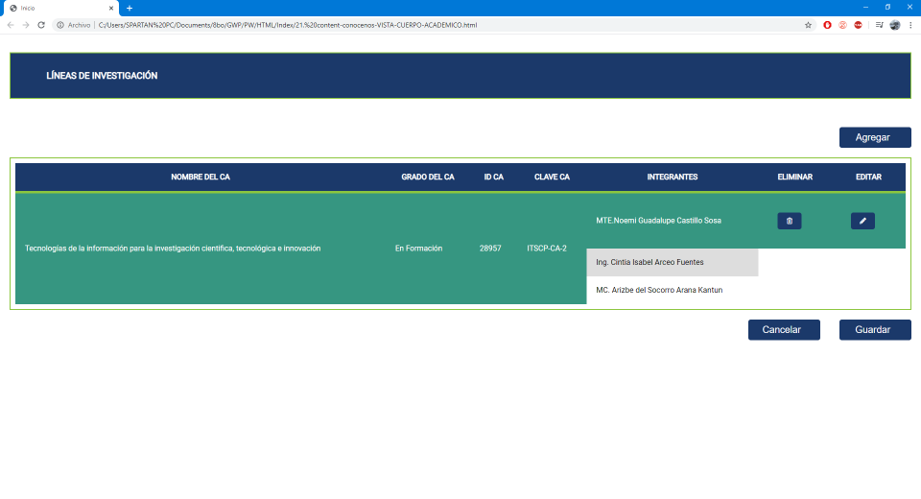 Inicio
Archivo | C:/Users/SPARTAN%20PC/Documents/8bo/GWP/PW/HTML/Index/21.%20content-conocenos-VISTA-CUERPO-ACADEMICO.html
LÍNEAS DE INVESTIGACIÓN
Agregar
NOMBRE DEL CA GRADO DEL CA ID CA CLAVE CA INTEGRANTES ELIMINAR EDITAR
MTE.Noemi Guadalupe Castillo Sosa
Tecnologías de la información para la investigación científica, tecnológica e innovación En Formación 28957 ITSCP-CA-2
Ing. Cintia Isabel Arceo Fuentes
MC. Arizbe del Socorro Arana Kantun
Cancelar Guardar